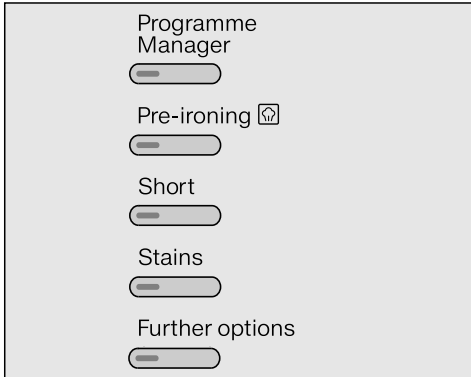 Programme
Manager
Pre-ironing
Short
Stains
Further options